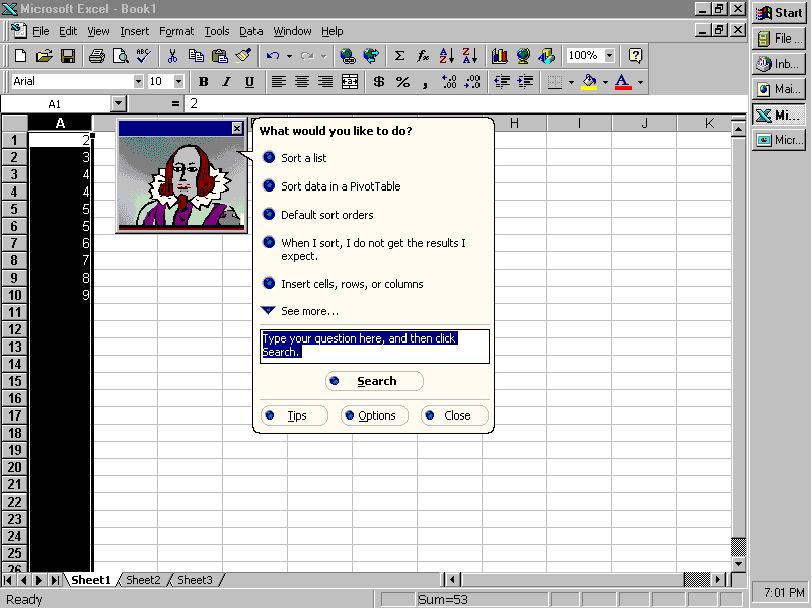 Microsoft Excel - Book1
Start
File Edit View Insert Format Tools Data Window Help
File ...
Inb...
Σ fx A Z Z A 100% ?
Arial 10 B I U $ % , +.0 .00 .00 +.0 A
Mai...
A1 = 2
Mi...
Micr...
A H I J K
1 2
2 3
3 4
4 4
5 5
6 5
7 6
8 7
9 8
10 9
11
12
13
14
15
16
17
18
19
20
21
22
23
24
25
26
What would you like to do?
Sort a list
Sort data in a PivotTable
Default sort orders
When I sort, I do not get the results I
expect.
Insert cells, rows, or columns
See more...
Type your question here, and then click
Search.
Search
Tips Options Close
Sheet1 Sheet2 Sheet3
Ready Sum=53
7:01 PM